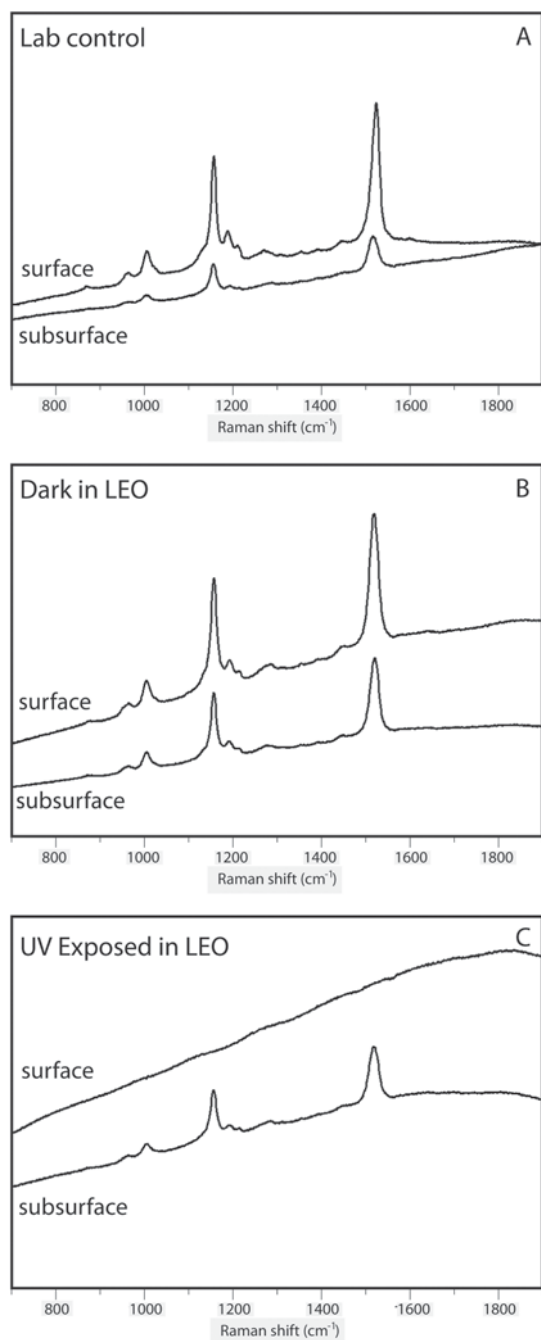 Lab control A
surface
subsurface
800 1000 1200 1400 1600 1800
Raman shift (cm⁻¹)
Dark in LEO B
surface
subsurface
800 1000 1200 1400 1600 1800
Raman shift (cm⁻¹)
UV Exposed in LEO C
surface
subsurface
800 1000 1200 1400 1600 1800
Raman shift (cm⁻¹)